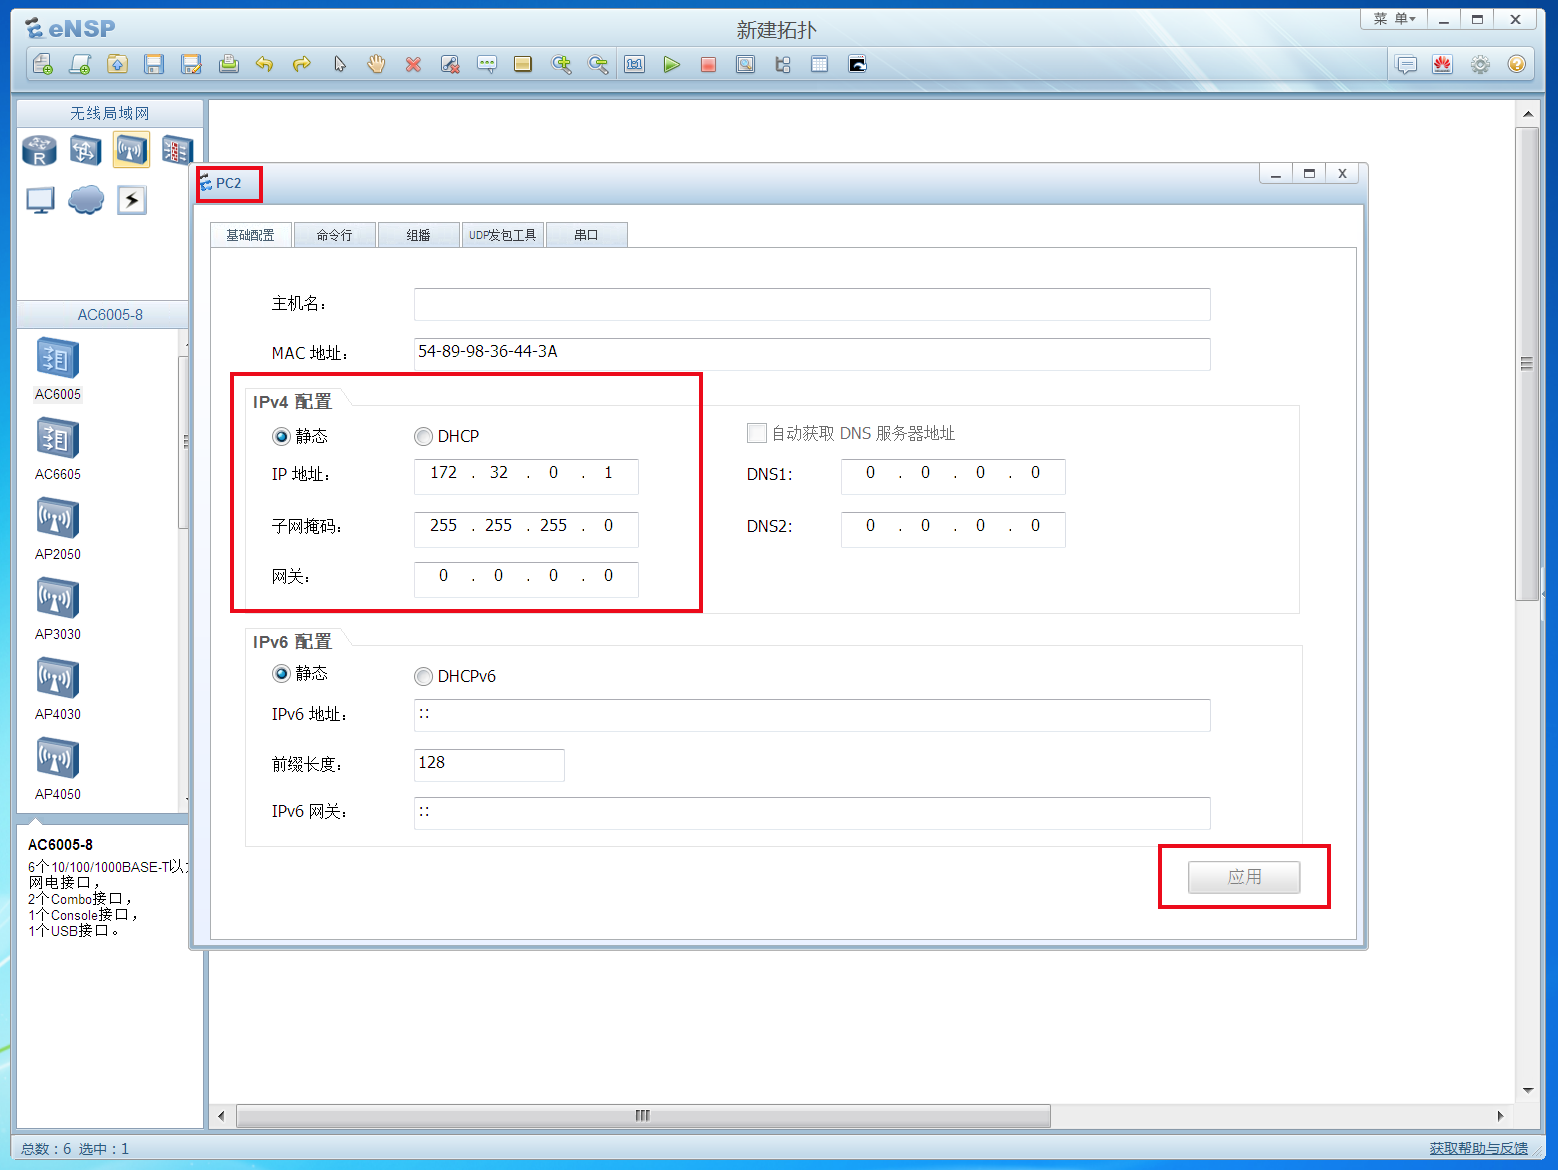 eNSP
新建拓扑
菜 单
无线局域网
R
AC6005-8
AC6005
AC6605
AP2050
AP3030
AP4030
AP4050
AC6005-8
6个10/100/1000BASE-T以
网电接口，
2个Combo接口，
1个Console接口，
1个USB接口。
PC2
基础配置 命令行 组播 UDP发包工具 串口
主机名：
MAC 地址： 54-89-98-36-44-3A
IPv4 配置
静态 DHCP 自动获取 DNS 服务器地址
IP 地址： 172 . 32 . 0 . 1 DNS1: 0 . 0 . 0 . 0
子网掩码： 255 . 255 . 255 . 0 DNS2: 0 . 0 . 0 . 0
网关： 0 . 0 . 0 . 0
IPv6 配置
静态 DHCPv6
IPv6 地址： ::
前缀长度： 128
IPv6 网关： ::
应用
总数：6 选中：1
获取帮助与反馈